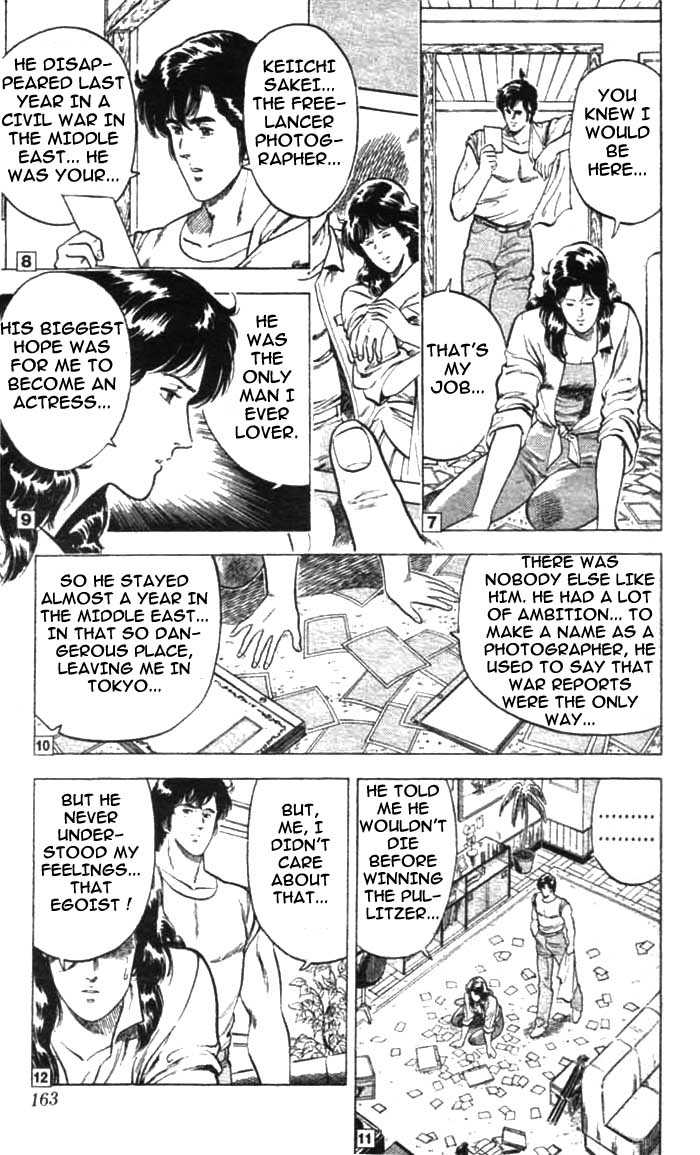 YOU
KNEW I
WOULD
BE
HERE...
THAT'S
MY
JOB...
7
KEIICHI
SAKEI...
THE FREE-
LANCER
PHOTOG-
RAPHER...
HE DISAP-
PEARED LAST
YEAR IN A
CIVIL WAR IN
THE MIDDLE
EAST... HE
WAS YOUR...
8
HE
WAS
THE
ONLY
MAN I
EVER
LOVER.
HIS BIGGEST
HOPE WAS
FOR ME TO
BECOME AN
ACTRESS...
9
THERE WAS
NOBODY ELSE LIKE
HIM. HE HAD A LOT
OF AMBITION... TO
MAKE A NAME AS A
PHOTOGRAPHER, HE
USED TO SAY THAT
WAR REPORTS
WERE THE ONLY
WAY...
SO HE STAYED
ALMOST A YEAR IN
THE MIDDLE EAST...
IN THAT SO DAN-
GEROUS PLACE,
LEAVING ME IN
TOKYO...
10
..........
..........
HE TOLD
ME HE
WOULDN'T
DIE
BEFORE
WINNING
THE PUL-
LITZER...
11
BUT,
ME, I
DIDN'T
CARE
ABOUT
THAT...
BUT HE
NEVER
UNDER-
STOOD MY
FEELINGS...
THAT
EGOIST !
12
163